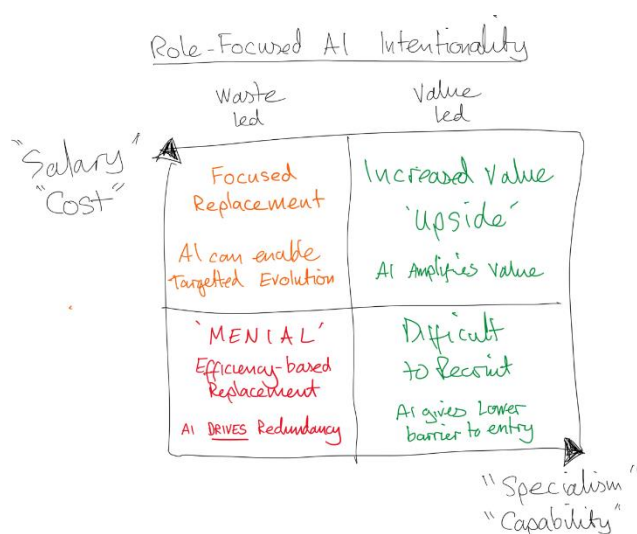 Role-Focused AI Intentionality
Waste
led
Value
led
"Salary"
"Cost"
Focused
Replacement
AI can enable
Targetted Evolution
Increased Value
'Upside'
AI Amplifies Value
'MENIAL'
Efficiency-based
Replacement
AI DRIVES Redundancy
Difficult
to Recruit
AI gives Lower
barrier to entry
"Specialism"
"Capability"